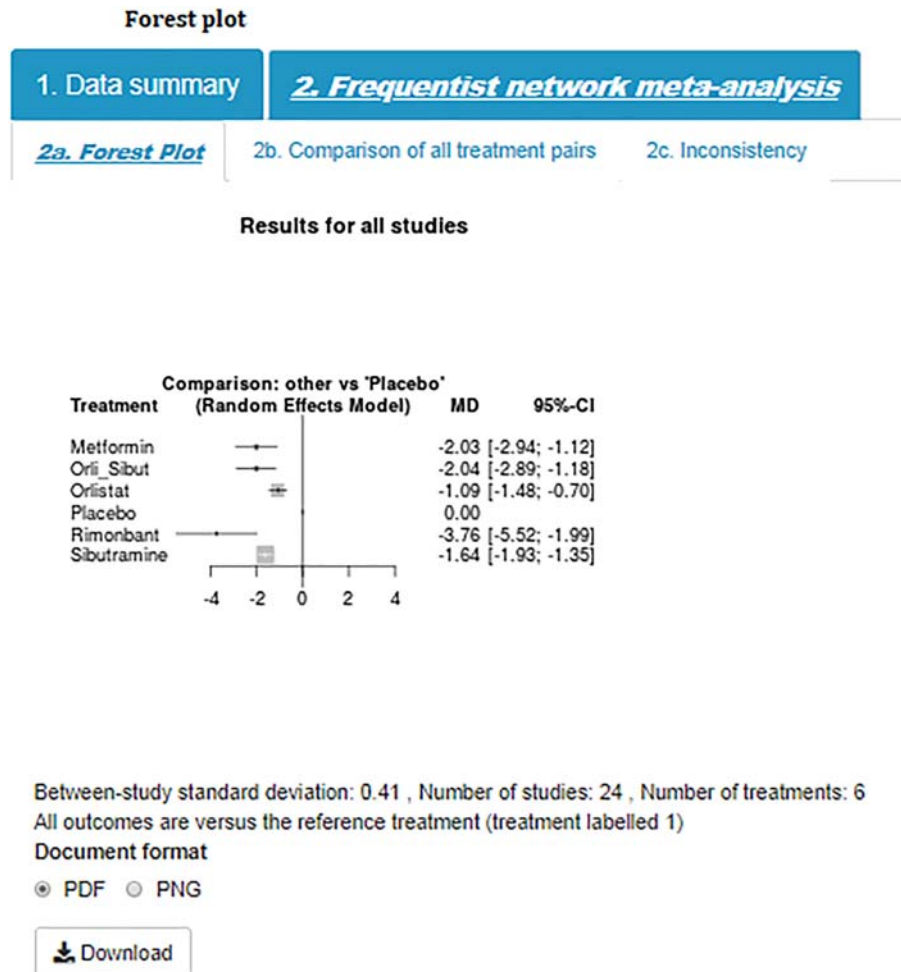 Forest plot
1. Data summary 2. Frequentist network meta-analysis
2a. Forest Plot 2b. Comparison of all treatment pairs 2c. Inconsistency
Results for all studies
Comparison: other vs 'Placebo'
Treatment (Random Effects Model) MD 95%-CI
Metformin -2.03 [-2.94; -1.12]
Orli_Sibut -2.04 [-2.89; -1.18]
Orlistat -1.09 [-1.48; -0.70]
Placebo 0.00
Rimonbant -3.76 [-5.52; -1.99]
Sibutramine -1.64 [-1.93; -1.35]
-4 -2 0 2 4
Between-study standard deviation: 0.41 , Number of studies: 24 , Number of treatments: 6
All outcomes are versus the reference treatment (treatment labelled 1)
Document format
PDF PNG
Download